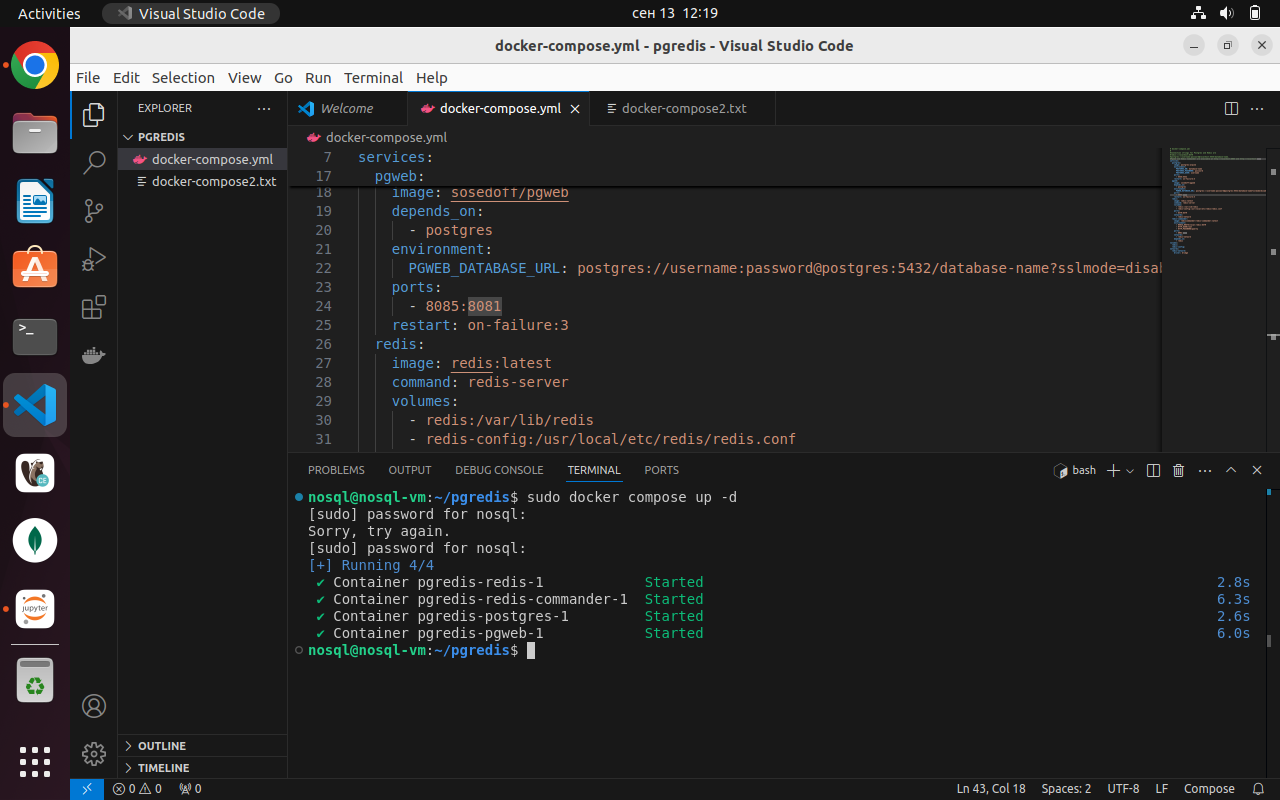 Activities
Visual Studio Code
сен 13 12:19
docker-compose.yml - pgredis - Visual Studio Code
File Edit Selection View Go Run Terminal Help
EXPLORER
PGREDIS
docker-compose.yml
docker-compose2.txt
OUTLINE
TIMELINE
Welcome
docker-compose.yml
docker-compose2.txt
docker-compose.yml
7 services:
17 pgweb:
18 image: sosedoff/pgweb
19 depends_on:
20 - postgres
21 environment:
22 PGWEB_DATABASE_URL: postgres://username:password@postgres:5432/database-name?sslmode=disa
23 ports:
24 - 8085:8081
25 restart: on-failure:3
26 redis:
27 image: redis:latest
28 command: redis-server
29 volumes:
30 - redis:/var/lib/redis
31 - redis-config:/usr/local/etc/redis/redis.conf
PROBLEMS OUTPUT DEBUG CONSOLE TERMINAL PORTS
bash
nosql@nosql-vm:~/pgredis$ sudo docker compose up -d
[sudo] password for nosql:
Sorry, try again.
[sudo] password for nosql:
[+] Running 4/4
✔ Container pgredis-redis-1 Started 2.8s
✔ Container pgredis-redis-commander-1 Started 6.3s
✔ Container pgredis-postgres-1 Started 2.6s
✔ Container pgredis-pgweb-1 Started 6.0s
nosql@nosql-vm:~/pgredis$
0 0 0
Ln 43, Col 18 Spaces: 2 UTF-8 LF Compose
>_
CE
jupyter